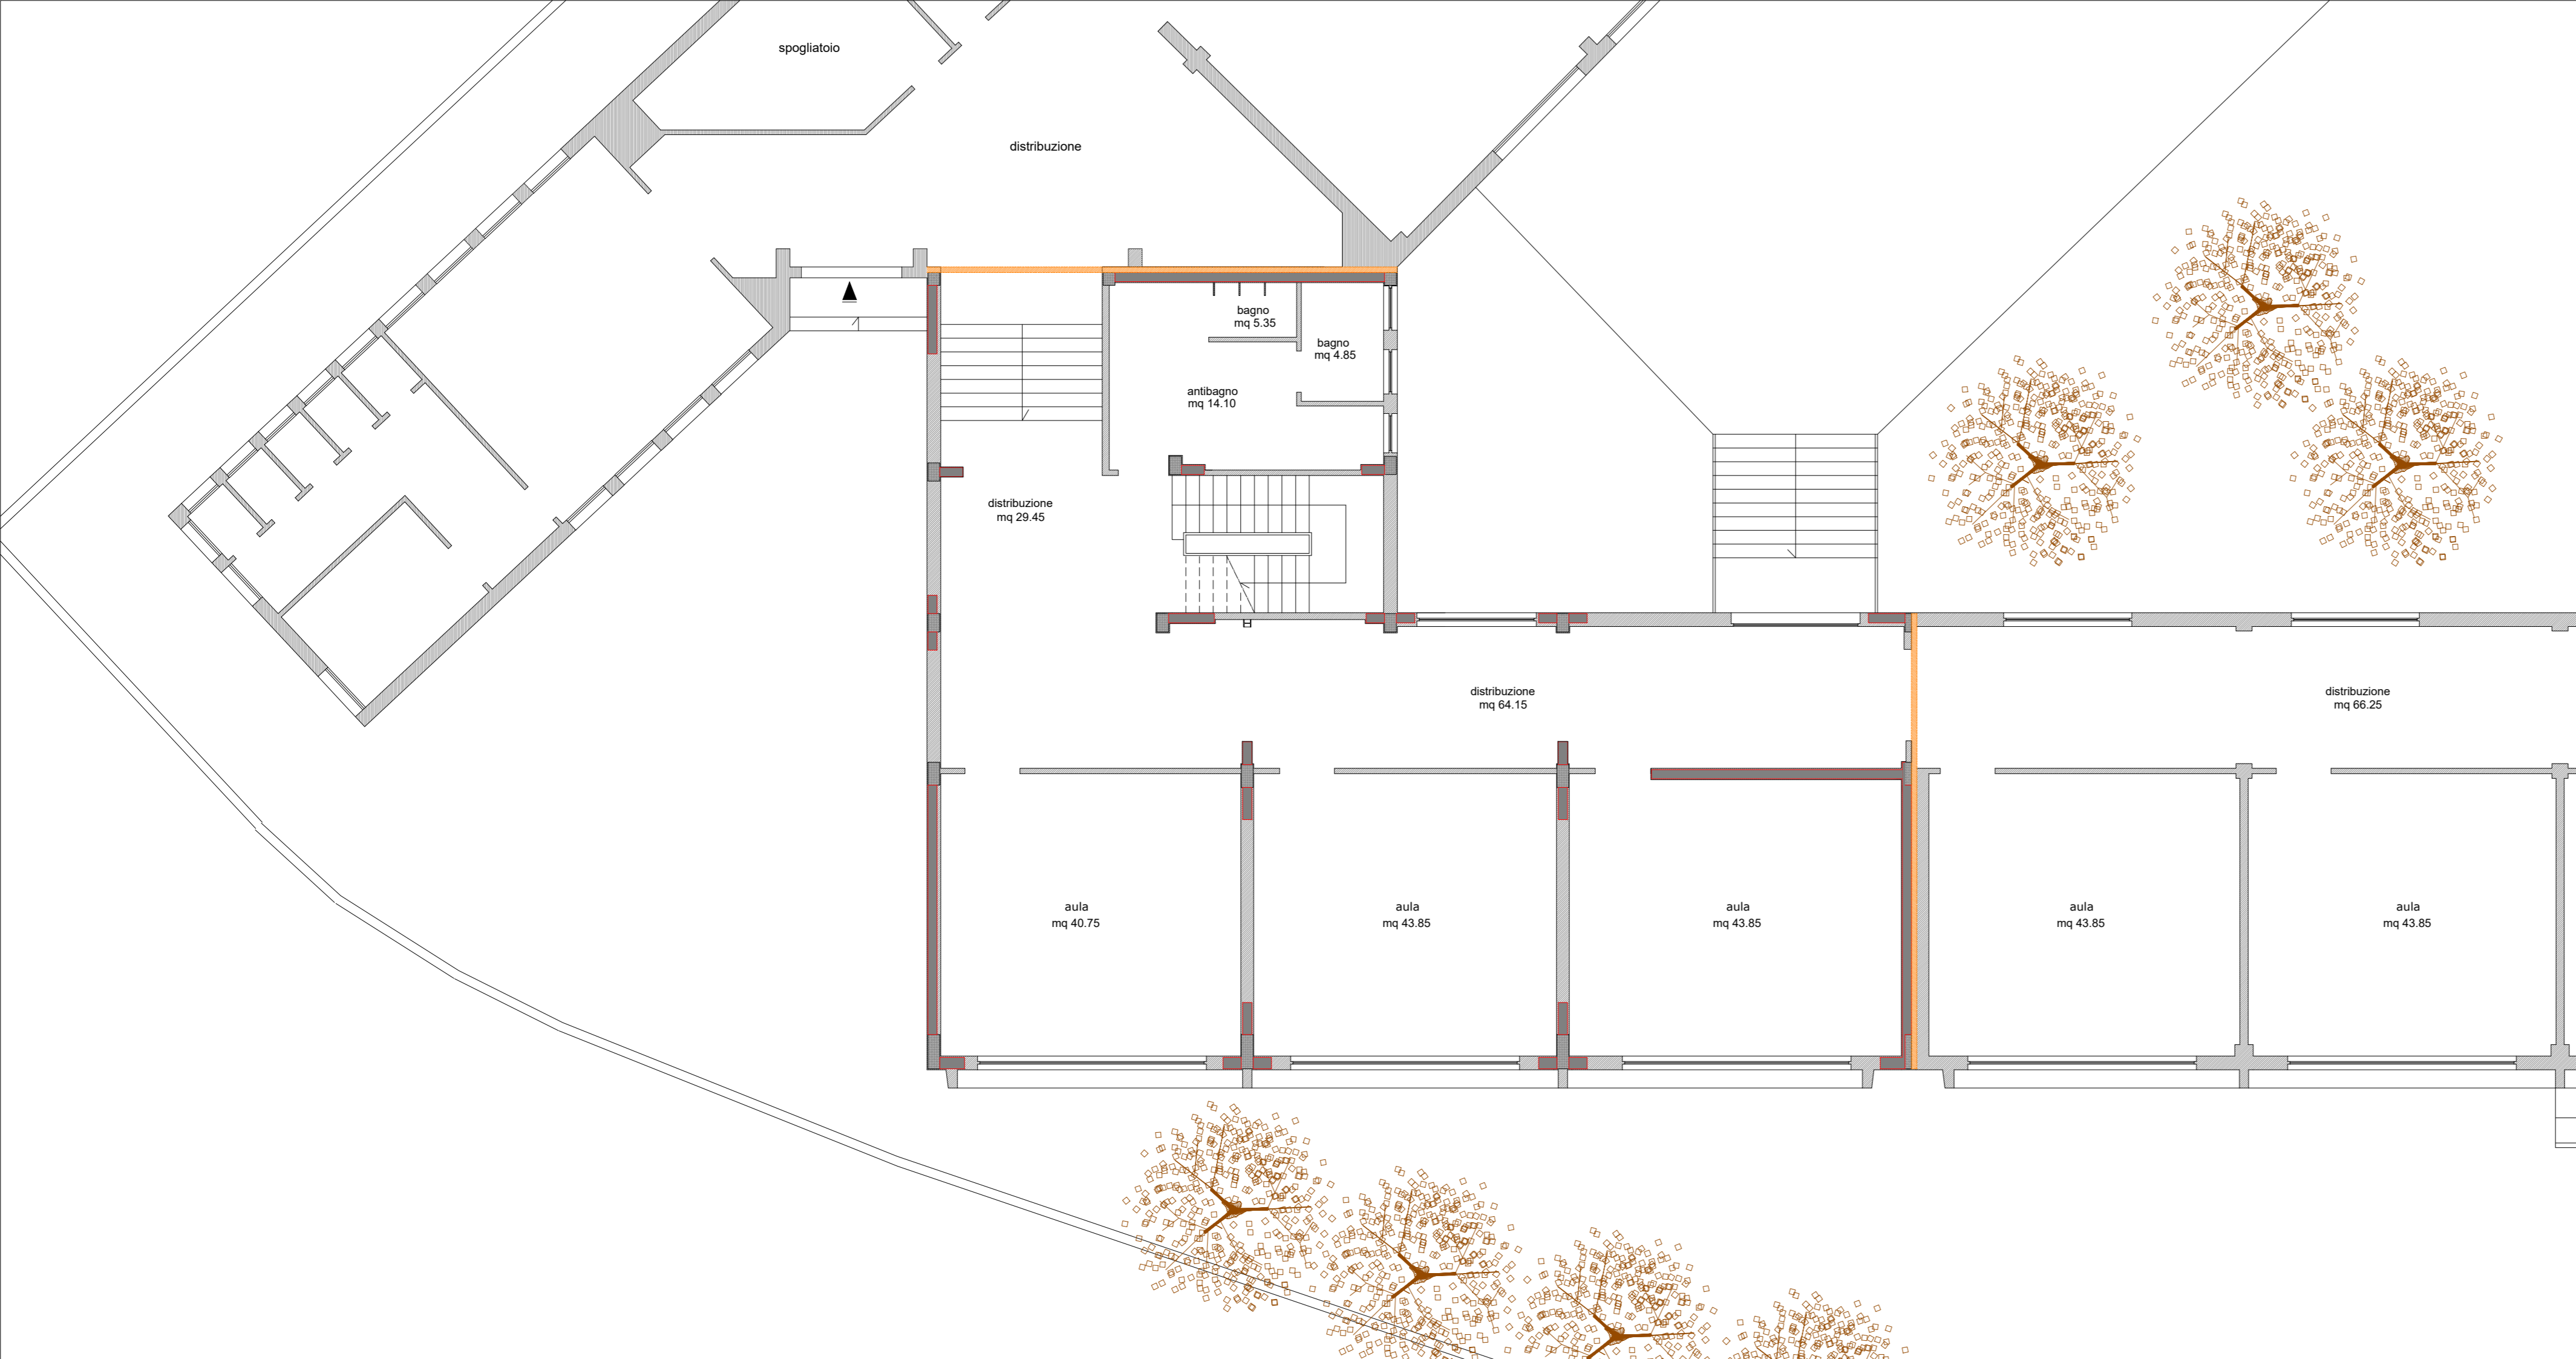 spogliatoio
distribuzione
bagno
mq 5.35
bagno
mq 4.85
antibagno
mq 14.10
distribuzione
mq 29.45
distribuzione
mq 64.15
distribuzione
mq 66.25
aula
mq 40.75
aula
mq 43.85
aula
mq 43.85
aula
mq 43.85
aula
mq 43.85